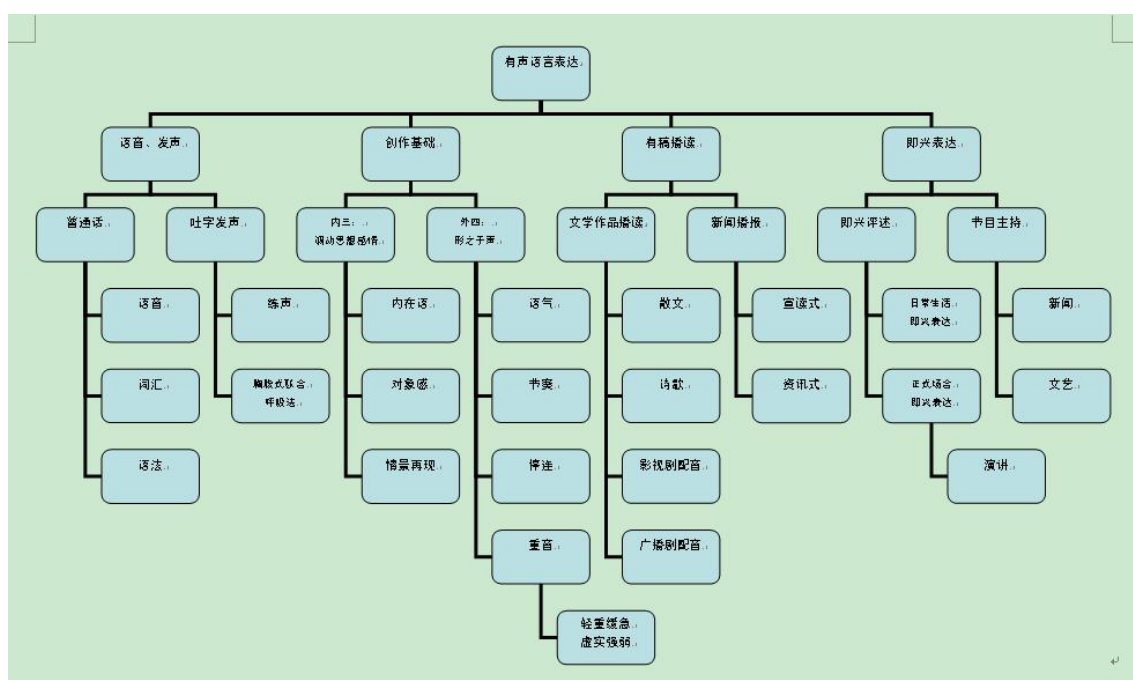 有声语言表达
语音、发声
创作基础
有稿播读
即兴表达
普通话
吐字发声
内三：
调动思想感情
外四：
形之于声
文学作品播读
新闻播报
即兴评述
节目主持
语音
练声
内在语
语气
散文
宣读式
日常生活
即兴表达
新闻
词汇
胸腹式联合
呼吸法
对象感
节奏
诗歌
资讯式
正式场合
即兴表达
文艺
语法
情景再现
停连
影视剧配音
演讲
重音
广播剧配音
轻重缓急
虚实强弱